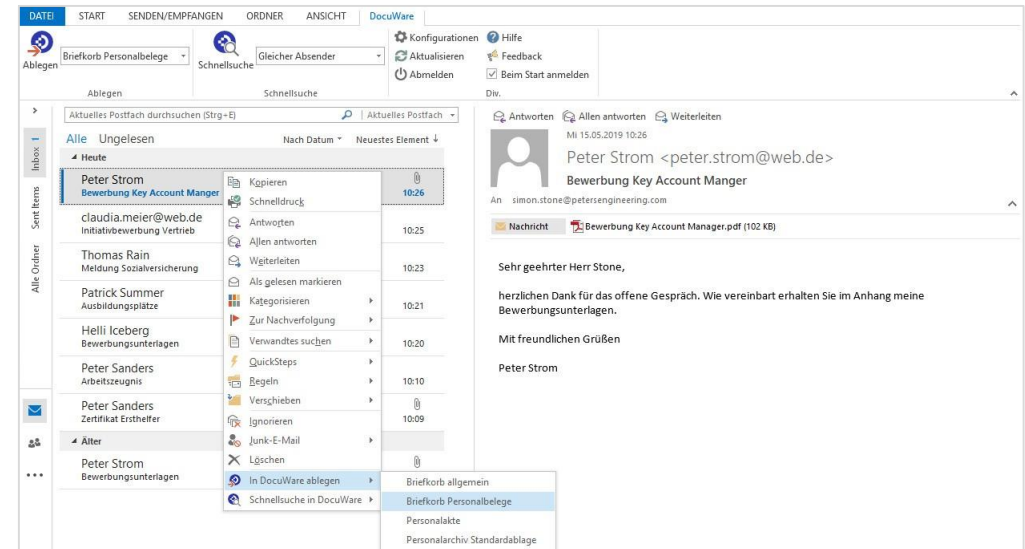 DATEI START SENDEN/EMPFANGEN ORDNER ANSICHT DocuWare
Ablegen
Briefkorb Personalbelege
Schnellsuche
Gleicher Absender
Konfigurationen
Aktualisieren
Abmelden
Hilfe
Feedback
Beim Start anmelden
Ablegen Schnellsuche Div.
Inbox 1
Sent Items
Alle Ordner
Aktuelles Postfach durchsuchen (Strg+E) Aktuelles Postfach
Alle Ungelesen Nach Datum Neuestes Element
Heute
Peter Strom
Bewerbung Key Account Manger 10:26
claudia.meier@web.de
Initiativbewerbung Vertrieb 10:25
Thomas Rain
Meldung Sozialversicherung 10:23
Patrick Summer
Ausbildungsplätze 10:21
Helli Iceberg
Bewerbungsunterlagen 10:20
Peter Sanders
Arbeitszeugnis 10:10
Peter Sanders
Zertifikat Ersthelfer 10:09
Älter
Peter Strom
Bewerbungsunterlagen
Kopieren
Schnelldruck
Antworten
Allen antworten
Weiterleiten
Als gelesen markieren
Kategorisieren
Zur Nachverfolgung
Verwandtes suchen
QuickSteps
Regeln
Verschieben
Ignorieren
Junk-E-Mail
Löschen
In DocuWare ablegen
Schnellsuche in DocuWare
Briefkorb allgemein
Briefkorb Personalbelege
Personalakte
Personalarchiv Standardablage
Antworten Allen antworten Weiterleiten
Mi 15.05.2019 10:26
Peter Strom <peter.strom@web.de>
Bewerbung Key Account Manger
An simon.stone@petersengineering.com
Nachricht Bewerbung Key Account Manager.pdf (102 KB)
Sehr geehrter Herr Stone,
herzlichen Dank für das offene Gespräch. Wie vereinbart erhalten Sie im Anhang meine
Bewerbungsunterlagen.
Mit freundlichen Grüßen
Peter Strom